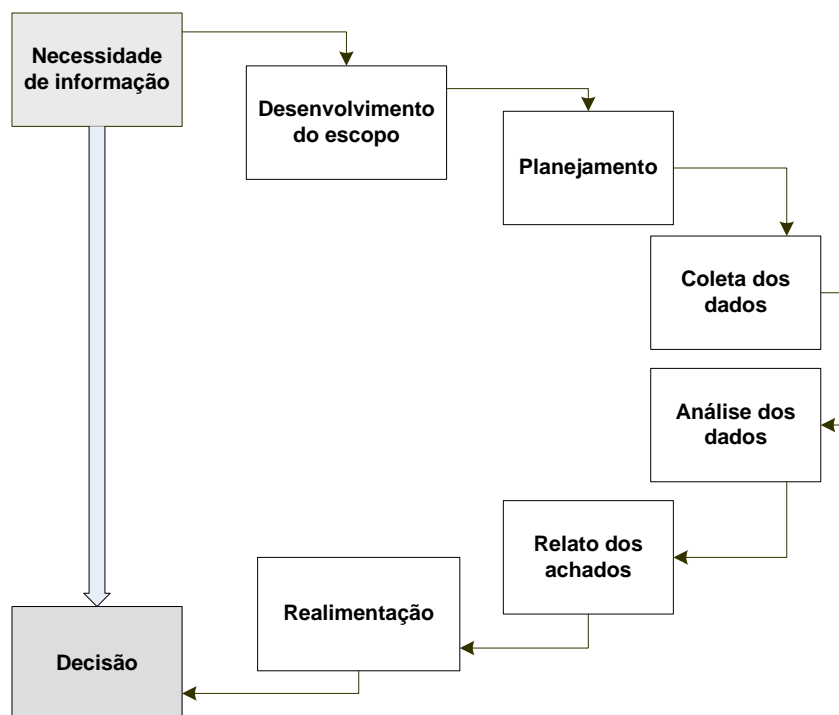 Necessidade
de informação
Desenvolvimento
do escopo
Planejamento
Coleta dos
dados
Análise dos
dados
Relato dos
achados
Realimentação
Decisão